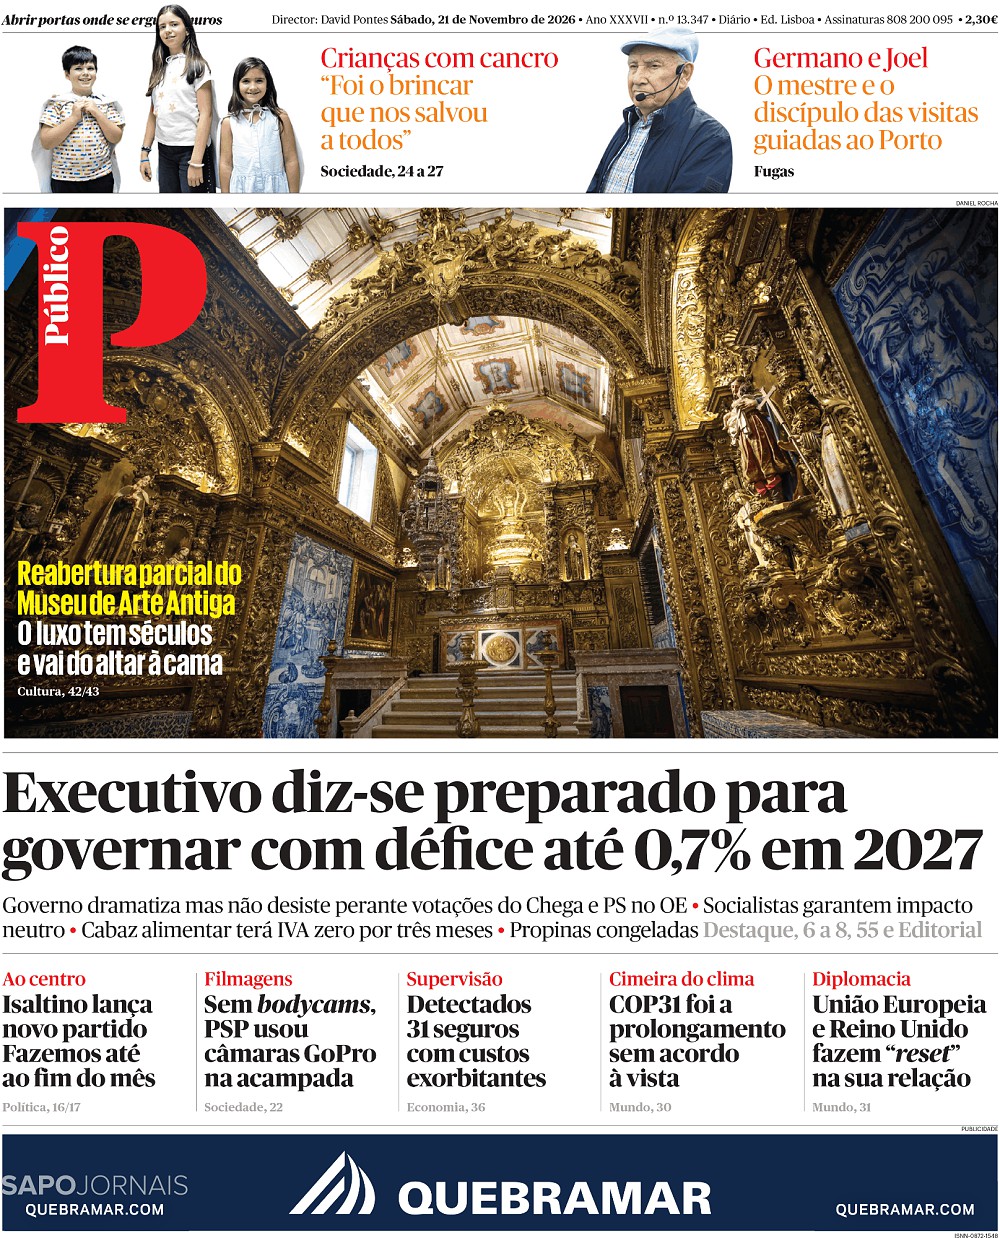 Abrir portas onde se erg uros
Director: David Pontes Sábado, 21 de Novembro de 2026 • Ano XXXVII • n.º 13.347 • Diário • Ed. Lisboa • Assinaturas 808 200 095 • 2,30€
Crianças com cancro
“Foi o brincar
que nos salvou
a todos”
Sociedade, 24 a 27
Germano e Joel
O mestre e o
discípulo das visitas
guiadas ao Porto
Fugas
DANIEL ROCHA
P
Público
Reabertura parcial do
Museu de Arte Antiga
O luxo tem séculos
e vai do altar à cama
Cultura, 42/43
Executivo diz-se preparado para
governar com défice até 0,7% em 2027
Governo dramatiza mas não desiste perante votações do Chega e PS no OE • Socialistas garantem impacto
neutro • Cabaz alimentar terá IVA zero por três meses • Propinas congeladas Destaque, 6 a 8, 55 e Editorial
Ao centro
Isaltino lança
novo partido
Fazemos até
ao fim do mês
Política, 16/17
Filmagens
Sem bodycams,
PSP usou
câmaras GoPro
na acampada
Sociedade, 22
Supervisão
Detectados
31 seguros
com custos
exorbitantes
Economia, 36
Cimeira do clima
COP31 foi a
prolongamento
sem acordo
à vista
Mundo, 30
Diplomacia
União Europeia
e Reino Unido
fazem “reset”
na sua relação
Mundo, 31
PUBLICIDADE
SAPOJORNAIS
QUEBRAMAR.COM
QUEBRAMAR
QUEBRAMAR.COM
ISNN-0872-1548